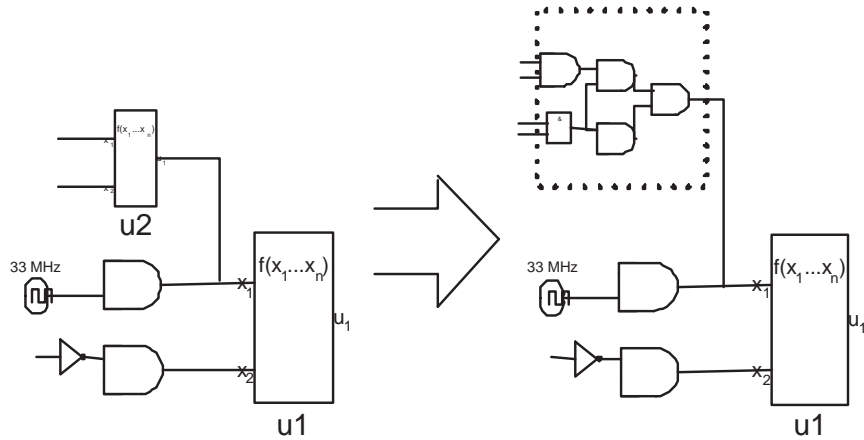 f(x1...xn)
x1
u1
x2
u2
33 MHz
f(x1...xn)
x1
u1
x2
u1
&
33 MHz
f(x1...xn)
x1
u1
x2
u1